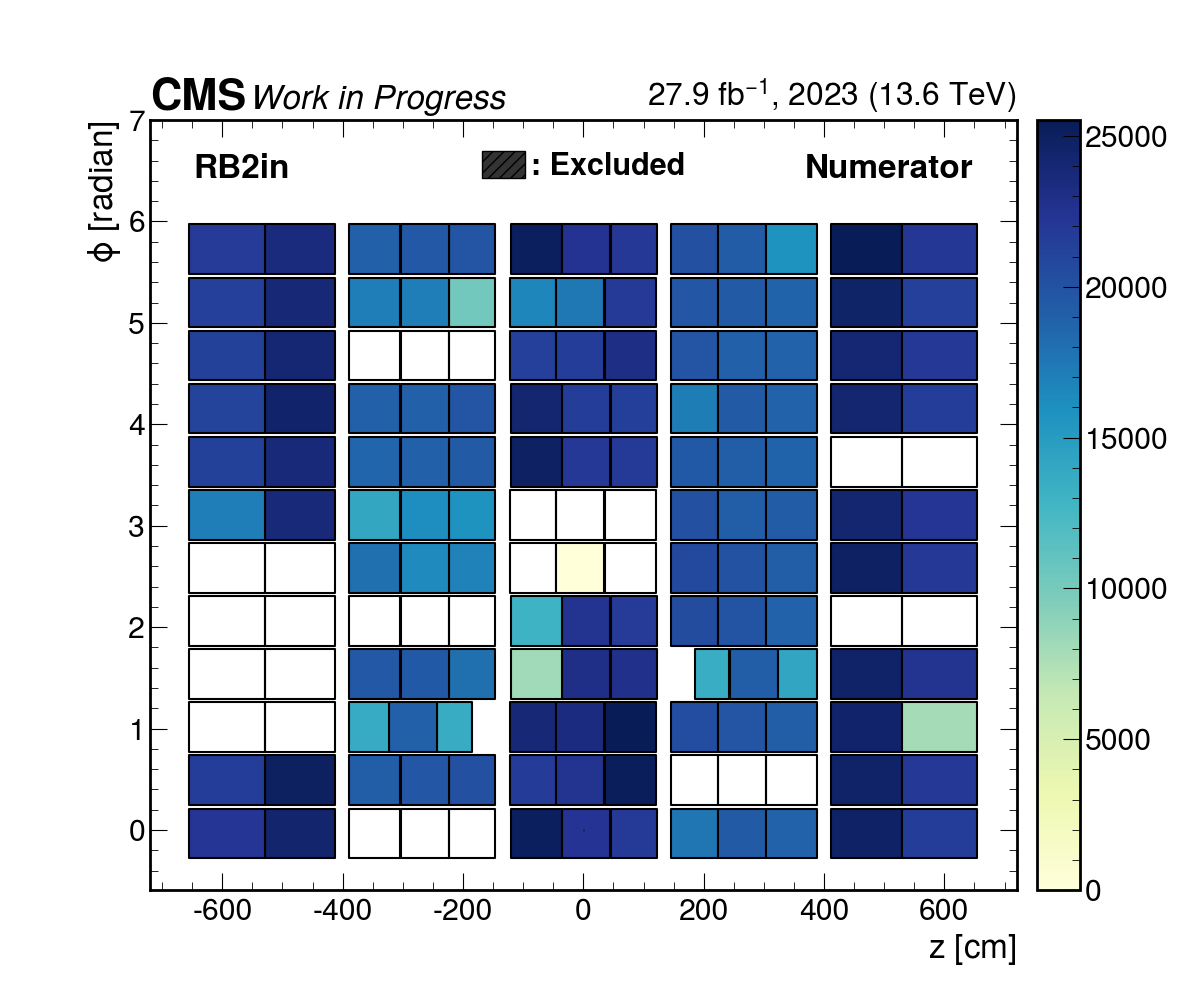 CMS Work in Progress 27.9 fb⁻¹, 2023 (13.6 TeV)
RB2in : Excluded Numerator
ϕ [radian]
7
6
5
4
3
2
1
0
-600 -400 -200 0 200 400 600
z [cm]
25000
20000
15000
10000
5000
0